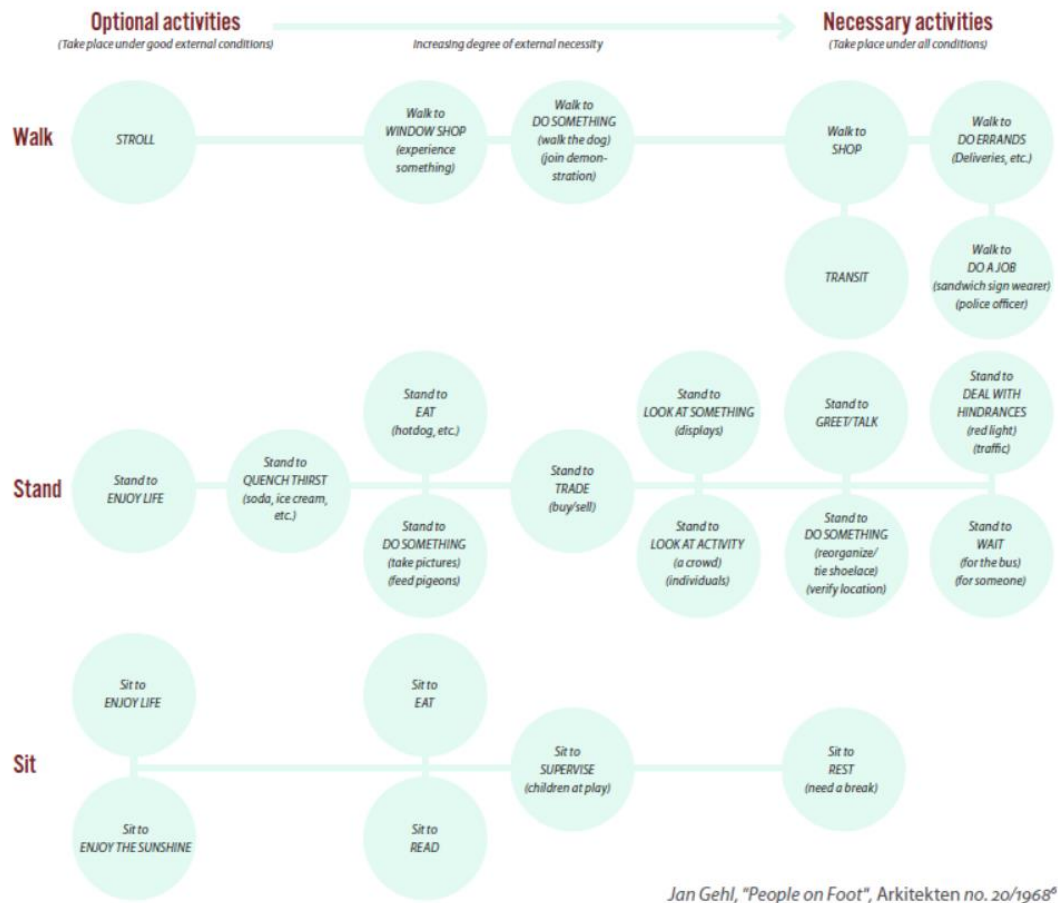 Optional activities
(Take place under good external conditions)
Increasing degree of external necessity
Necessary activities
(Take place under all conditions)
Walk
STROLL
Walk to
WINDOW SHOP
(experience
something)
Walk to
DO SOMETHING
(walk the dog)
(join demon-
stration)
Walk to
SHOP
Walk to
DO ERRANDS
(Deliveries, etc.)
TRANSIT
Walk to
DO A JOB
(sandwich sign wearer)
(police officer)
Stand
Stand to
ENJOY LIFE
Stand to
QUENCH THIRST
(soda, ice cream,
etc.)
Stand to
EAT
(hotdog, etc.)
Stand to
DO SOMETHING
(take pictures)
(feed pigeons)
Stand to
TRADE
(buy/sell)
Stand to
LOOK AT SOMETHING
(displays)
Stand to
LOOK AT ACTIVITY
(a crowd)
(individuals)
Stand to
GREET/TALK
Stand to
DO SOMETHING
(reorganize/
tie shoelace)
(verify location)
Stand to
DEAL WITH
HINDRANCES
(red light)
(traffic)
Stand to
WAIT
(for the bus)
(for someone)
Sit
Sit to
ENJOY LIFE
Sit to
ENJOY THE SUNSHINE
Sit to
EAT
Sit to
READ
Sit to
SUPERVISE
(children at play)
Sit to
REST
(need a break)
Jan Gehl, "People on Foot", Arkitekten no. 20/1968⁶